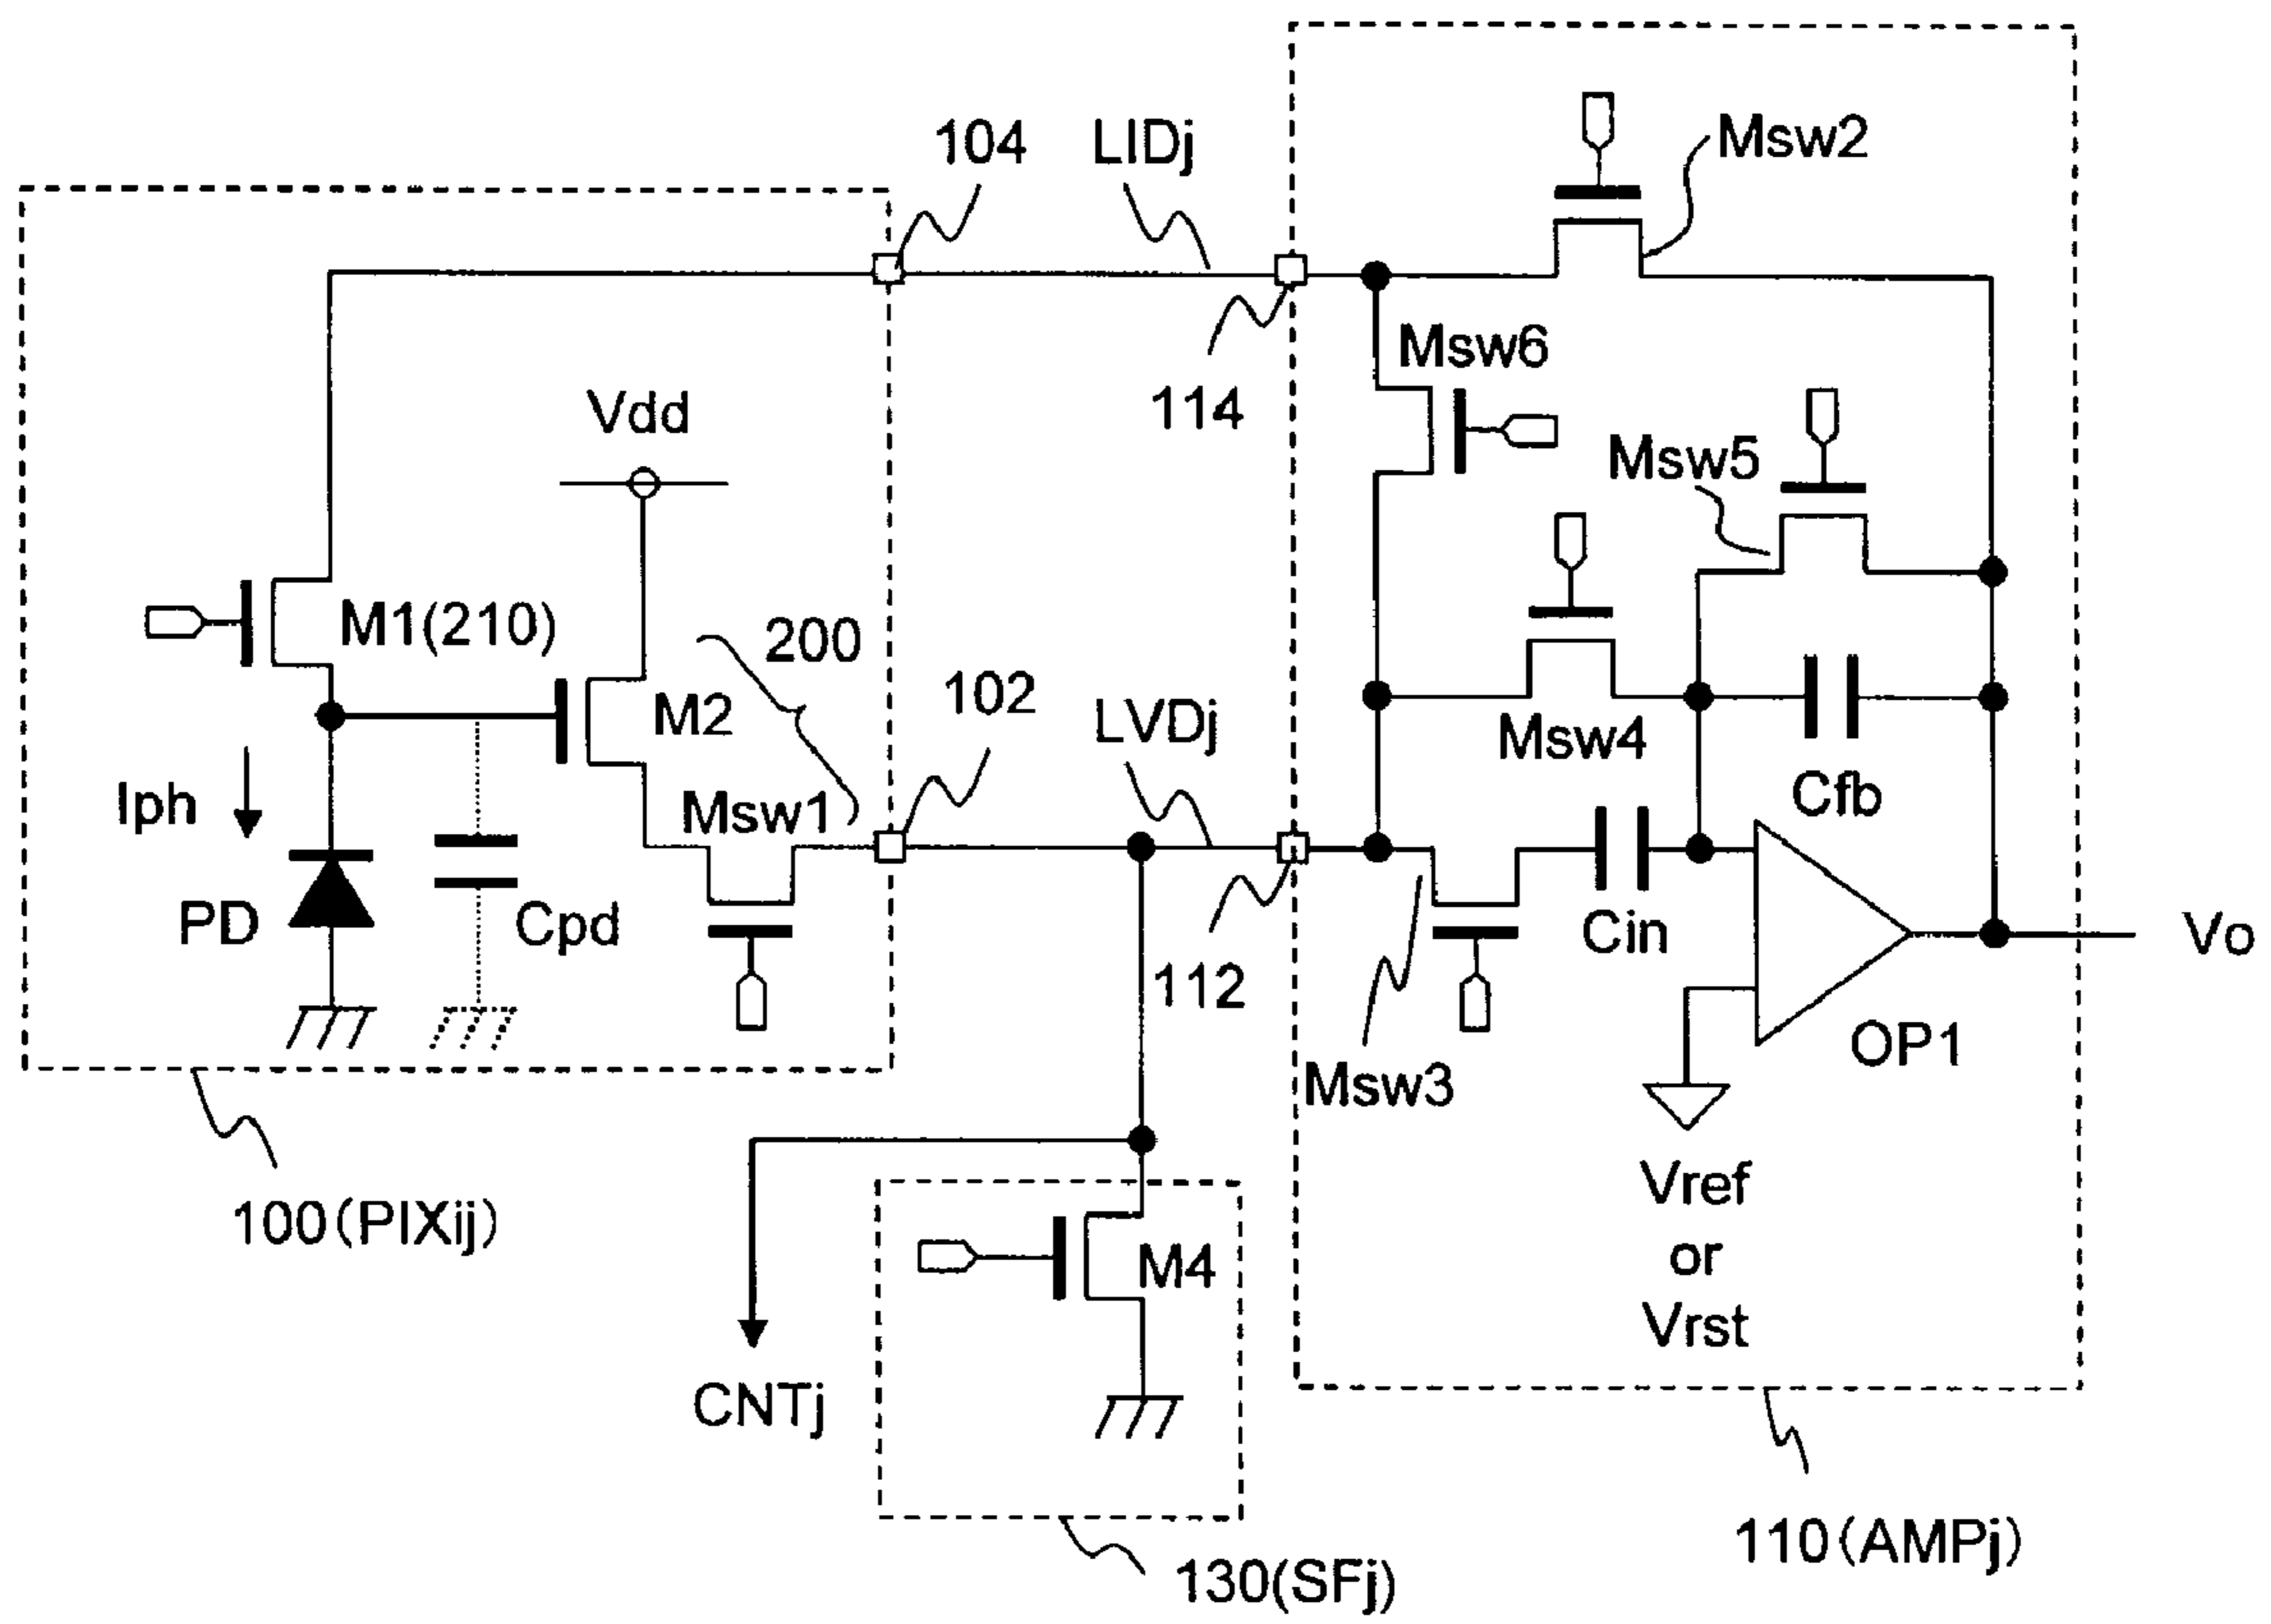 104
LIDj
Msw2
Msw6
114
Vdd
Msw5
M1(210)
200
M2
102
LVDj
Msw4
Iph
Msw1
Cfb
PD
Cpd
Cin
112
Vo
OP1
Msw3
Vref
or
Vrst
100(PIXij)
M4
CNTj
110(AMPj)
130(SFj)